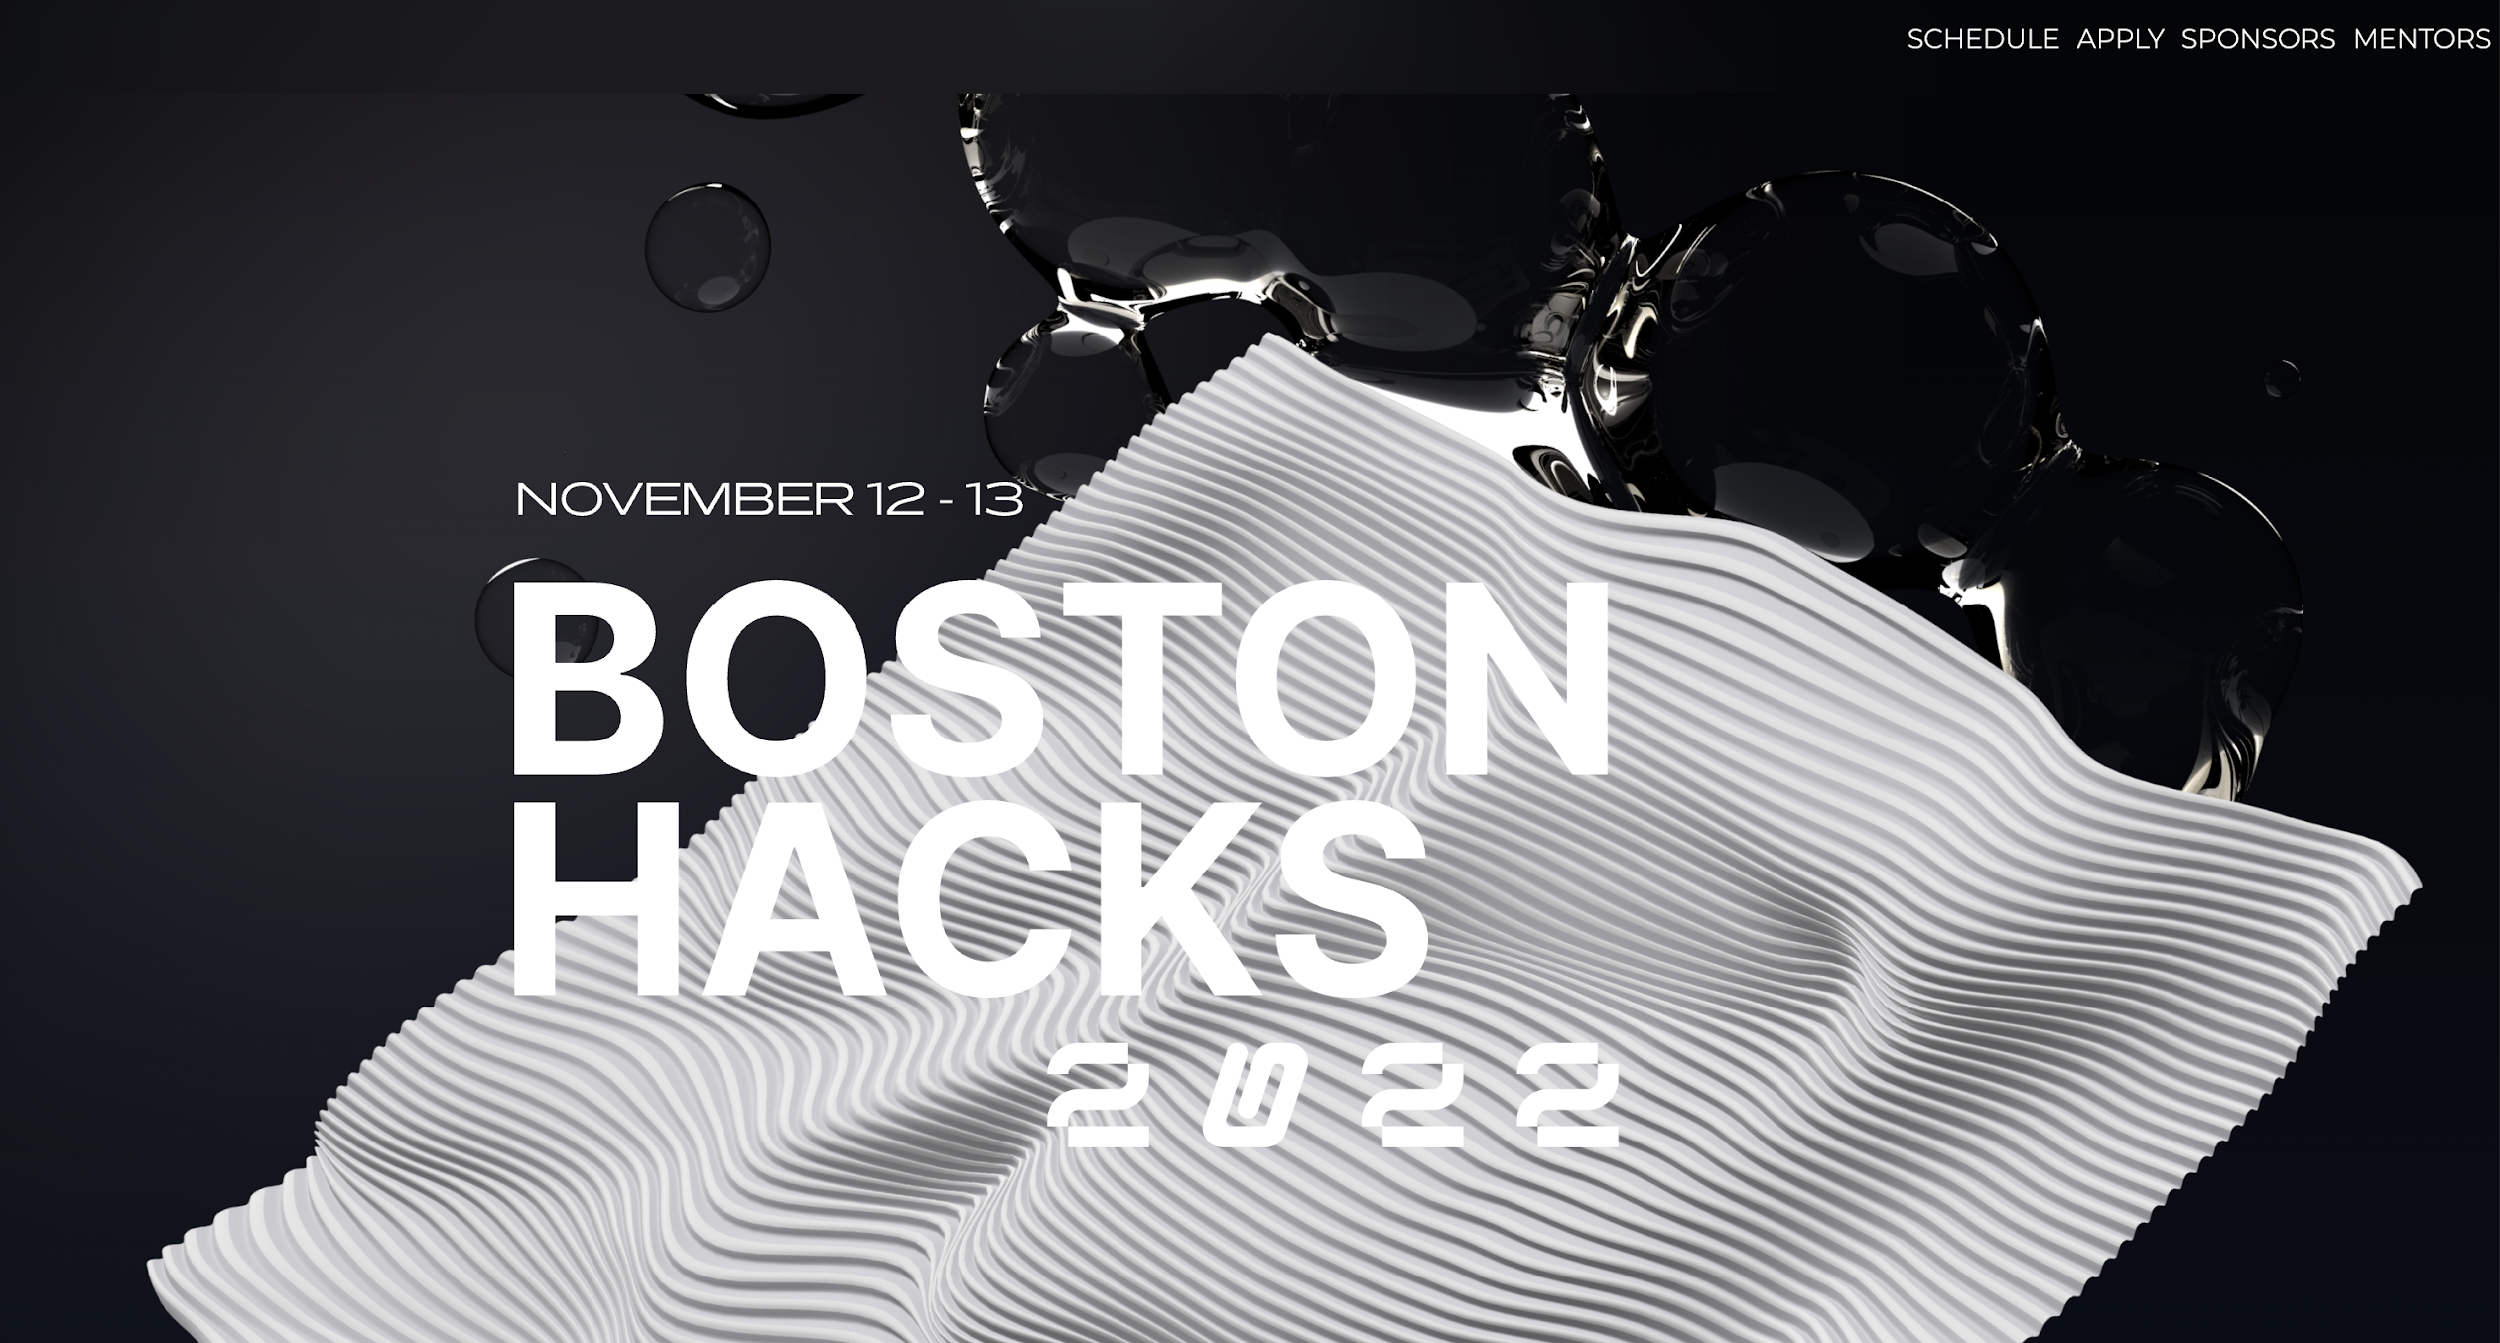 SCHEDULE APPLY SPONSORS MENTORS
NOVEMBER 12 - 13
BOSTON
HACKS
2022